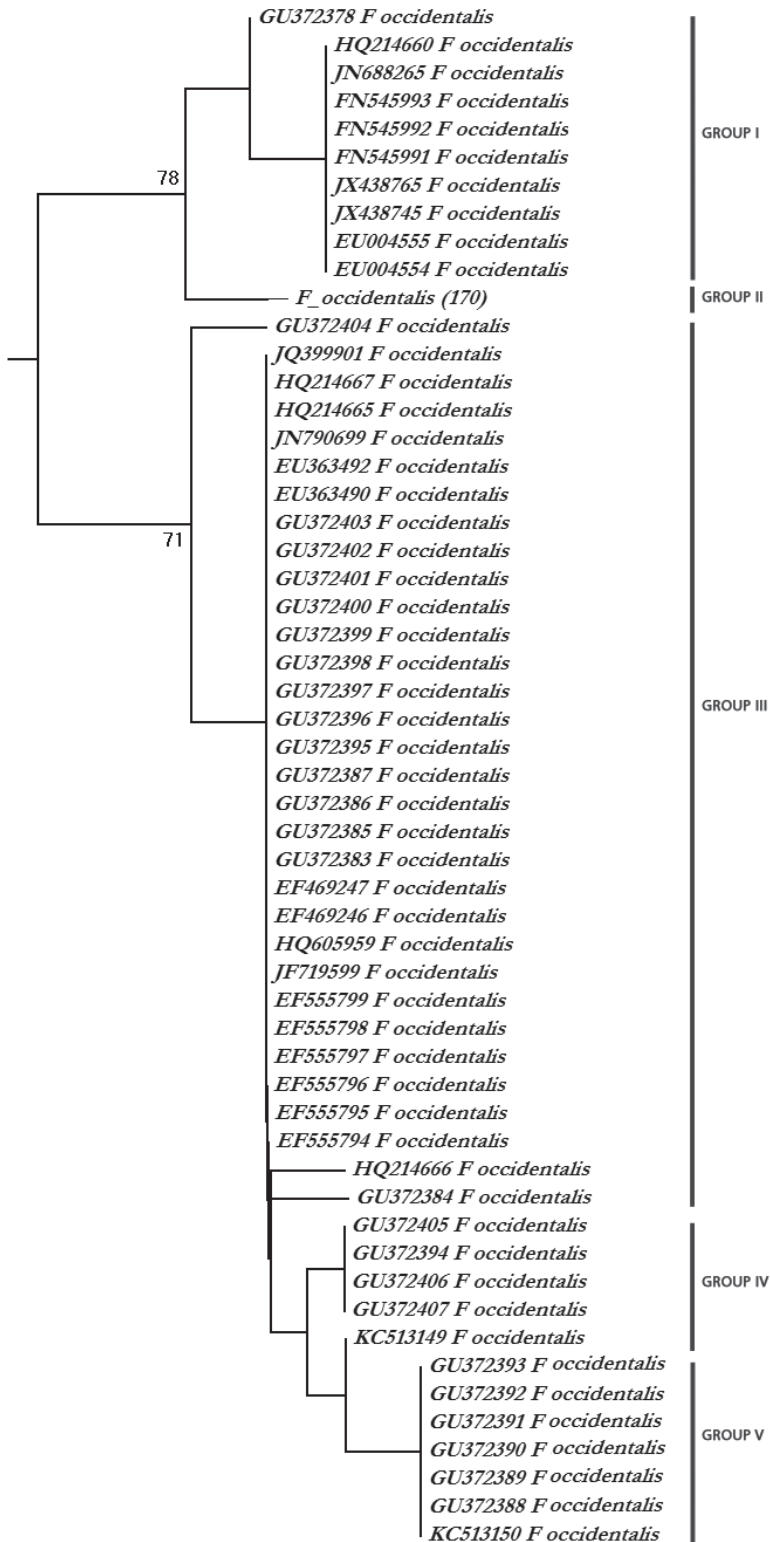 GU372378 F occidentalis
HQ214660 F occidentalis
JN688265 F occidentalis
FN545993 F occidentalis
FN545992 F occidentalis
GROUP I
FN545991 F occidentalis
78
JX438765 F occidentalis
JX438745 F occidentalis
EU004555 F occidentalis
EU004554 F occidentalis
F_occidentalis (170)
GROUP II
GU372404 F occidentalis
JQ399901 F occidentalis
HQ214667 F occidentalis
HQ214665 F occidentalis
JN790699 F occidentalis
EU363492 F occidentalis
EU363490 F occidentalis
GU372403 F occidentalis
71
GU372402 F occidentalis
GU372401 F occidentalis
GU372400 F occidentalis
GU372399 F occidentalis
GU372398 F occidentalis
GU372397 F occidentalis
GROUP III
GU372396 F occidentalis
GU372395 F occidentalis
GU372387 F occidentalis
GU372386 F occidentalis
GU372385 F occidentalis
GU372383 F occidentalis
EF469247 F occidentalis
EF469246 F occidentalis
HQ605959 F occidentalis
JF719599 F occidentalis
EF555799 F occidentalis
EF555798 F occidentalis
EF555797 F occidentalis
EF555796 F occidentalis
EF555795 F occidentalis
EF555794 F occidentalis
HQ214666 F occidentalis
GU372384 F occidentalis
GU372405 F occidentalis
GU372394 F occidentalis
GU372406 F occidentalis
GROUP IV
GU372407 F occidentalis
KC513149 F occidentalis
GU372393 F occidentalis
GU372392 F occidentalis
GU372391 F occidentalis
GROUP V
GU372390 F occidentalis
GU372389 F occidentalis
GU372388 F occidentalis
KC513150 F occidentalis